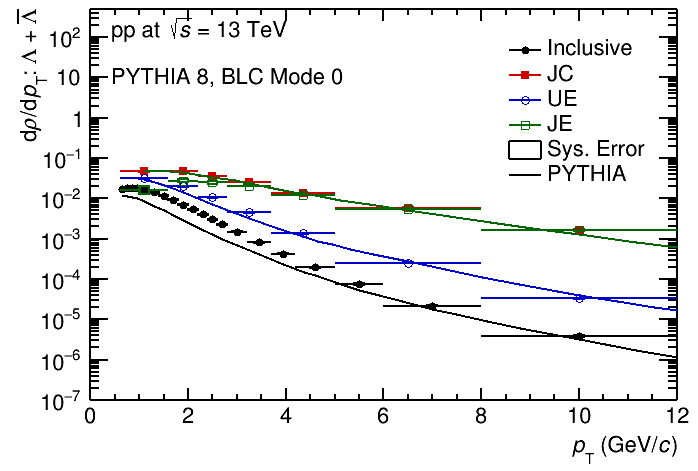 dρ/dp_T: Λ + Λ̅
pp at √s = 13 TeV
PYTHIA 8, BLC Mode 0
Inclusive
JC
UE
JE
Sys. Error
PYTHIA
10²
10
1
10⁻¹
10⁻²
10⁻³
10⁻⁴
10⁻⁵
10⁻⁶
10⁻⁷
0 2 4 6 8 10 12
p_T (GeV/c)